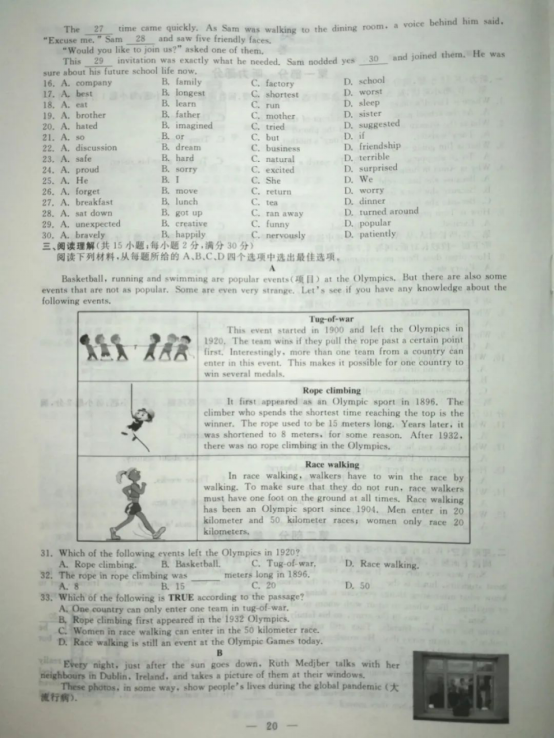 The 27 time came quickly. As Sam was walking to the dining room, a voice behind him said,
"Excuse me." Sam 28 and saw five friendly faces.
"Would you like to join us?" asked one of them.
This 29 invitation was exactly what he needed. Sam nodded yes 30 and joined them. He was
sure about his future school life now.
16. A. company B. family C. factory D. school
17. A. best B. longest C. shortest D. worst
18. A. eat B. learn C. run D. sleep
19. A. brother B. father C. mother D. sister
20. A. hated B. imagined C. tried D. suggested
21. A. so B. or C. but D. if
22. A. discussion B. dream C. business D. friendship
23. A. safe B. hard C. natural D. terrible
24. A. proud B. sorry C. excited D. surprised
25. A. He B. I C. She D. We
26. A. forget B. move C. return D. worry
27. A. breakfast B. lunch C. tea D. dinner
28. A. sat down B. got up C. ran away D. turned around
29. A. unexpected B. creative C. funny D. popular
30. A. bravely B. happily C. nervously D. patiently
三、阅读理解(共 15 小题;每小题 2 分,满分 30 分)
阅读下列材料,从每题所给的 A、B、C、D 四个选项中选出最佳选项。
A
Basketball, running and swimming are popular events(项目) at the Olympics. But there are also some
events that are not as popular. Some are even very strange. Let's see if you have any knowledge about the
following events.
Tug-of-war
This event started in 1900 and left the Olympics in
1920. The team wins if they pull the rope past a certain point
first. Interestingly, more than one team from a country can
enter in this event. This makes it possible for one country to
win several medals.
Rope climbing
It first appeared as an Olympic sport in 1896. The
climber who spends the shortest time reaching the top is the
winner. The rope used to be 15 meters long. Years later, it
was shortened to 8 meters, for some reason. After 1932,
there was no rope climbing in the Olympics.
Race walking
In race walking, walkers have to win the race by
walking. To make sure that they do not run, race walkers
must have one foot on the ground at all times. Race walking
has been an Olympic sport since 1904. Men enter in 20
kilometer and 50 kilometer races; women only race 20
kilometers.
31. Which of the following events left the Olympics in 1920?
A. Rope climbing. B. Basketball. C. Tug-of-war. D. Race walking.
32. The rope in rope climbing was ____ meters long in 1896.
A. 8 B. 15 C. 20 D. 50
33. Which of the following is TRUE according to the passage?
A. One country can only enter one team in tug-of-war.
B. Rope climbing first appeared in the 1932 Olympics.
C. Women in race walking can enter in the 50 kilometer race.
D. Race walking is still an event at the Olympic Games today.
B
Every night, just after the sun goes down, Ruth Medjber talks with her
neighbours in Dublin, Ireland, and takes a picture of them at their windows.
These photos, in some way, show people's lives during the global pandemic (大
流行病).
— 20 —